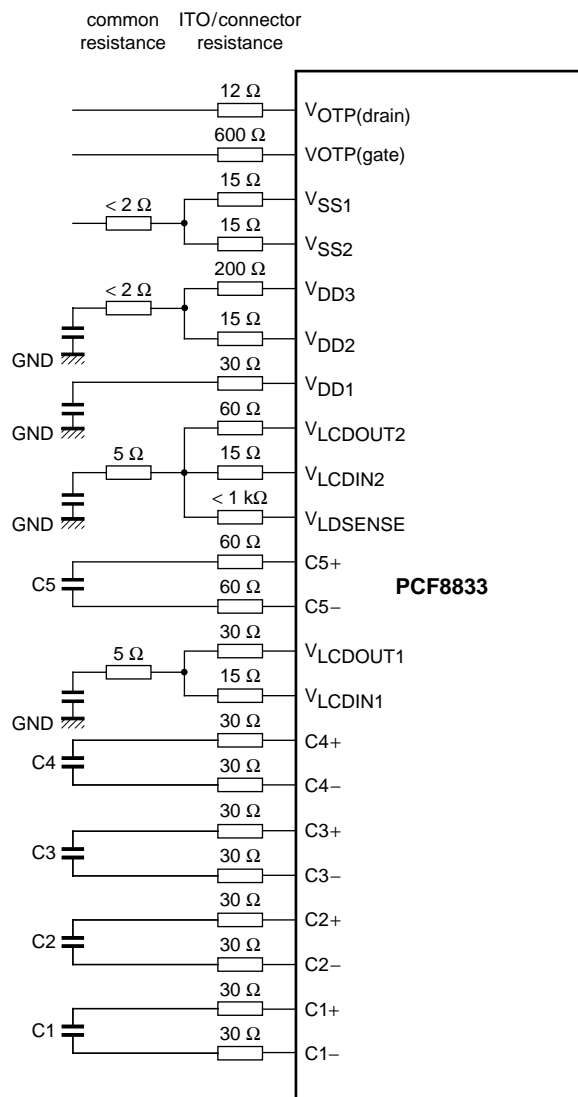 common resistance
ITO/connector resistance
12 Ω
VOTP(drain)
600 Ω
VOTP(gate)
15 Ω
VSS1
< 2 Ω
15 Ω
VSS2
200 Ω
VDD3
< 2 Ω
15 Ω
VDD2
GND
30 Ω
VDD1
GND
60 Ω
VLCDOUT2
5 Ω
15 Ω
VLCDIN2
< 1 kΩ
VLDSENSE
GND
60 Ω
C5+
C5
60 Ω
C5−
PCF8833
30 Ω
VLCDOUT1
5 Ω
15 Ω
VLCDIN1
GND
30 Ω
C4+
C4
30 Ω
C4−
30 Ω
C3+
C3
30 Ω
C3−
30 Ω
C2+
C2
30 Ω
C2−
30 Ω
C1+
C1
30 Ω
C1−